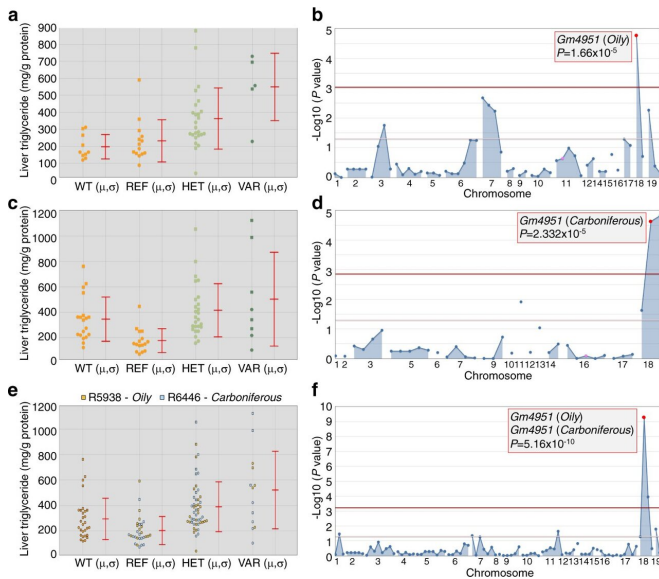 a
Liver triglyceride (mg/g protein)
900
800
700
600
500
400
300
200
100
0
WT (μ,σ) REF (μ,σ) HET (μ,σ) VAR (μ,σ)
b
-Log10 (P value)
5
4
3
2
1
0
Gm4951 (Oily)
P=1.66x10-5
1 2 3 4 5 6 7 8 9 10 11 12 14 15 16 17 18 19
Chromosome
c
Liver triglyceride (mg/g protein)
1200
1000
800
600
400
200
0
WT (μ,σ) REF (μ,σ) HET (μ,σ) VAR (μ,σ)
d
-Log10 (P value)
5
4
3
2
1
0
Gm4951 (Carboniferous)
P=2.332x10-5
1 2 3 4 5 6 7 9 10 11 12 13 14 16 17 18
Chromosome
e
R5938 - Oily R6446 - Carboniferous
Liver triglyceride (mg/g protein)
1200
1000
800
600
400
200
0
WT (μ,σ) REF (μ,σ) HET (μ,σ) VAR (μ,σ)
f
-Log10 (P value)
10
9
8
7
6
5
4
3
2
1
0
Gm4951 (Oily)
Gm4951 (Carboniferous)
P=5.16x10-10
1 2 3 4 5 6 7 8 9 10 11 12 13 14 15 16 17 18 19
Chromosome